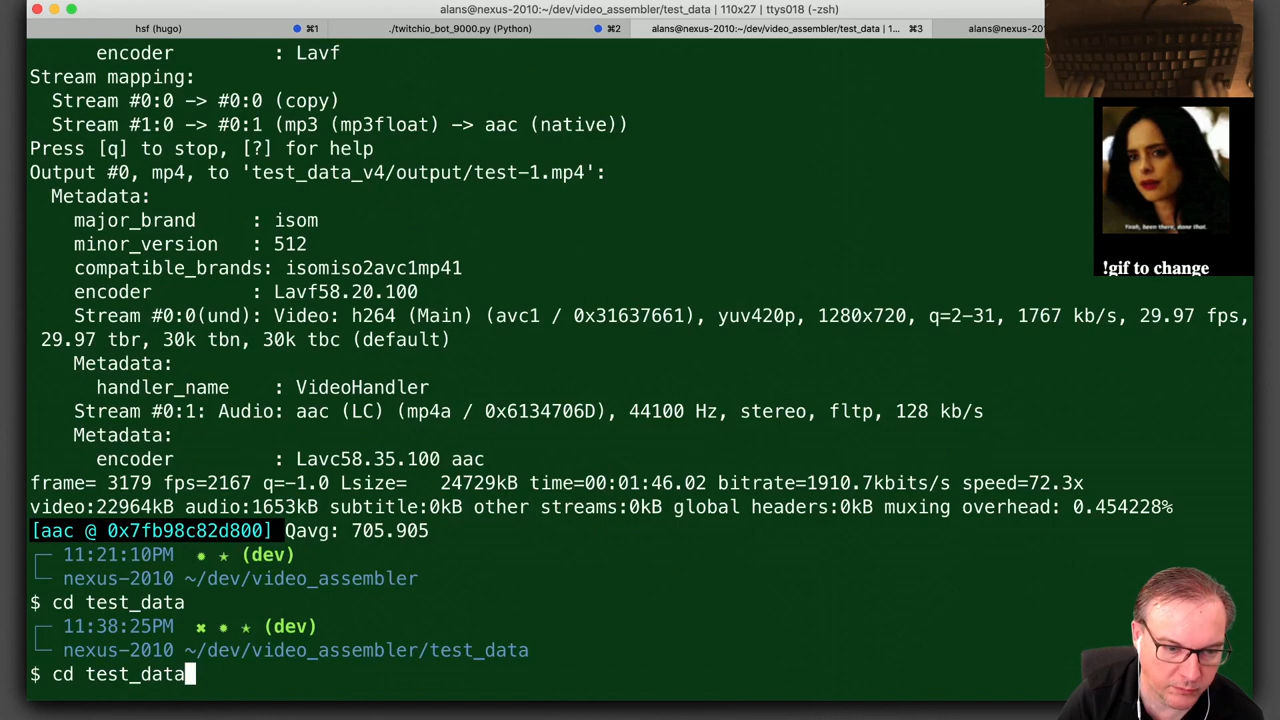 alans@nexus-2010:~/dev/video_assembler/test_data | 110x27 | ttys018 (-zsh)
hsf (hugo) ⌘1 ./twitchio_bot_9000.py (Python) ⌘2 alans@nexus-2010:~/dev/video_assembler/test_data | 1... ⌘3 alans@nexus-201
encoder : Lavf
Stream mapping:
Stream #0:0 -> #0:0 (copy)
Stream #1:0 -> #0:1 (mp3 (mp3float) -> aac (native))
Press [q] to stop, [?] for help
Output #0, mp4, to 'test_data_v4/output/test-1.mp4':
Metadata:
major_brand : isom
minor_version : 512
compatible_brands: isomiso2avc1mp41
encoder : Lavf58.20.100
Stream #0:0(und): Video: h264 (Main) (avc1 / 0x31637661), yuv420p, 1280x720, q=2-31, 1767 kb/s, 29.97 fps,
29.97 tbr, 30k tbn, 30k tbc (default)
Metadata:
handler_name : VideoHandler
Stream #0:1: Audio: aac (LC) (mp4a / 0x6134706D), 44100 Hz, stereo, fltp, 128 kb/s
Metadata:
encoder : Lavc58.35.100 aac
frame= 3179 fps=2167 q=-1.0 Lsize= 24729kB time=00:01:46.02 bitrate=1910.7kbits/s speed=72.3x
video:22964kB audio:1653kB subtitle:0kB other streams:0kB global headers:0kB muxing overhead: 0.454228%
[aac @ 0x7fb98c82d800] Qavg: 705.905
11:21:10PM ✹ ★ (dev)
nexus-2010 ~/dev/video_assembler
$ cd test_data
11:38:25PM ✖ ✹ ★ (dev)
nexus-2010 ~/dev/video_assembler/test_data
$ cd test_data
Yeah, been there, done that.
!gif to change